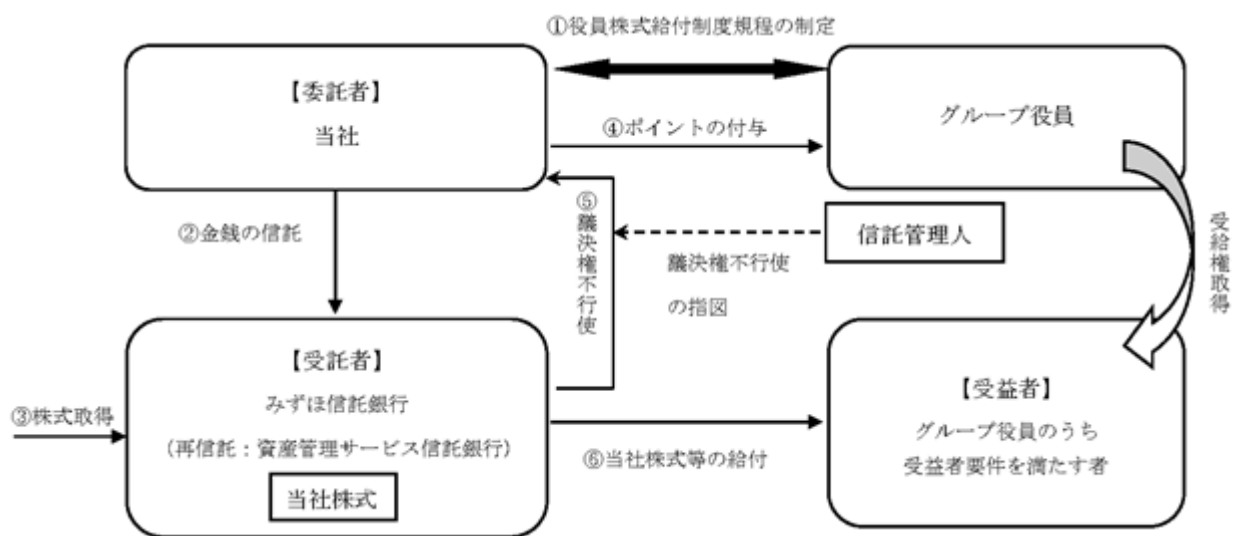 ①役員株式給付制度規程の制定
【委託者】
当社
グループ役員
④ポイントの付与
②金銭の信託
⑤議決権不行使
信託管理人
議決権不行使
の指図
受給権取得
【受託者】
みずほ信託銀行
(再信託：資産管理サービス信託銀行)
当社株式
③株式取得
⑥当社株式等の給付
【受益者】
グループ役員のうち
受益者要件を満たす者